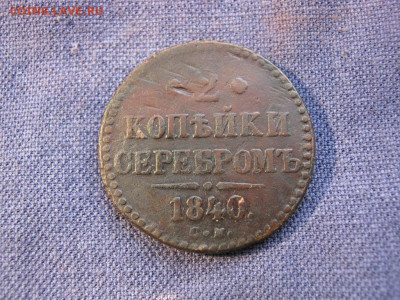 COINS.LAVE.RU
·2·
КОПѢЙКИ
СЕРЕБРОМЪ
1840.
С.М.